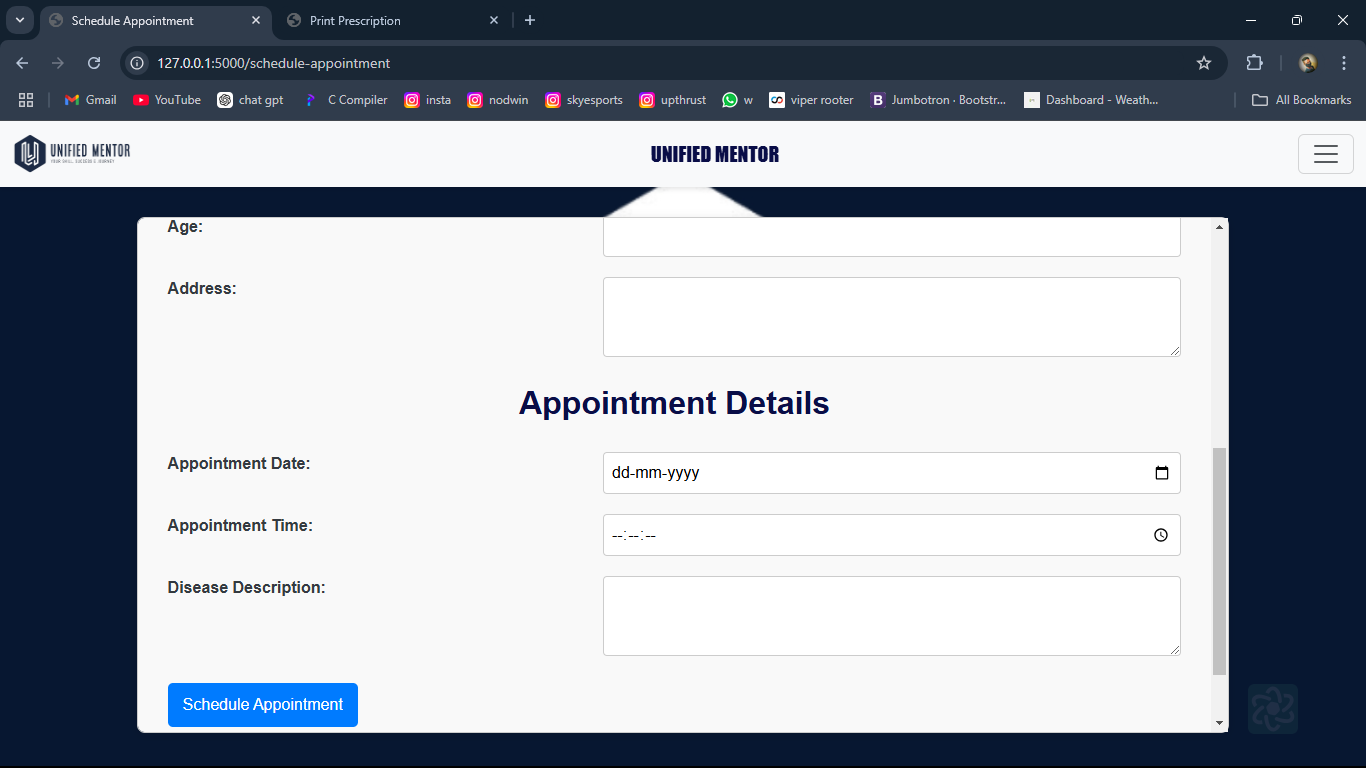 Schedule Appointment
Print Prescription
127.0.0.1:5000/schedule-appointment
Gmail
YouTube
chat gpt
C Compiler
insta
nodwin
skyesports
upthrust
w
viper rooter
B Jumbotron · Bootstr...
Dashboard - Weath...
All Bookmarks
UNIFIED MENTOR
YOUR SKILL, SUCCESS'S JOURNEY
UNIFIED MENTOR
Age:
Address:
Appointment Details
Appointment Date:
dd-mm-yyyy
Appointment Time:
--:--:--
Disease Description:
Schedule Appointment